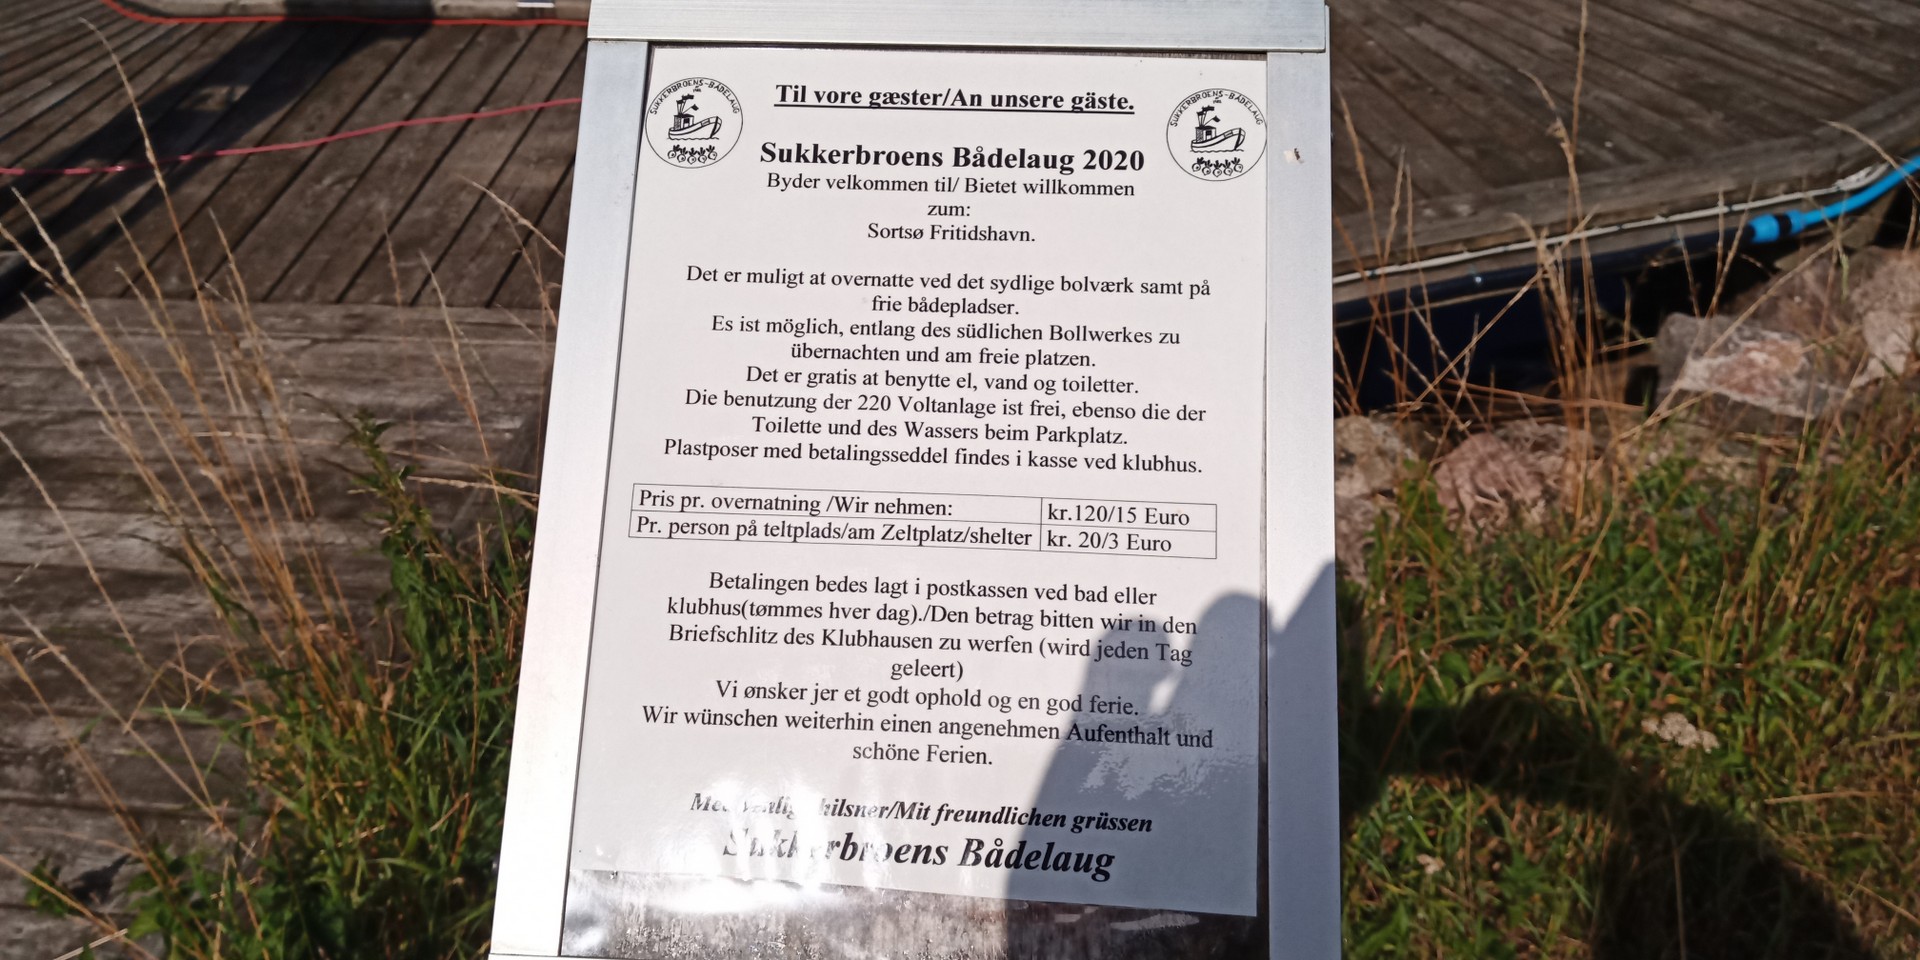 SUKKERBROENS-BÅDELAUG
SUKKERBROENS-BÅDELAUG
Til vore gæster/An unsere gäste.
Sukkerbroens Bådelaug 2020
Byder velkommen til/ Bietet willkommen
zum:
Sortsø Fritidshavn.
Det er muligt at overnatte ved det sydlige bolværk samt på
frie bådepladser.
Es ist möglich, entlang des südlichen Bollwerkes zu
übernachten und am freie platzen.
Det er gratis at benytte el, vand og toiletter.
Die benutzung der 220 Voltanlage ist frei, ebenso die der
Toilette und des Wassers beim Parkplatz.
Plastposer med betalingsseddel findes i kasse ved klubhus.
Pris pr. overnatning /Wir nehmen: kr.120/15 Euro
Pr. person på teltplads/am Zeltplatz/shelter kr. 20/3 Euro
Betalingen bedes lagt i postkassen ved bad eller
klubhus(tømmes hver dag)./Den betrag bitten wir in den
Briefschlitz des Klubhausen zu werfen (wird jeden Tag
geleert)
Vi ønsker jer et godt ophold og en god ferie.
Wir wünschen weiterhin einen angenehmen Aufenthalt und
schöne Ferien.
hilsner/Mit freundlichen grüssen
Sukkerbroens Bådelaug